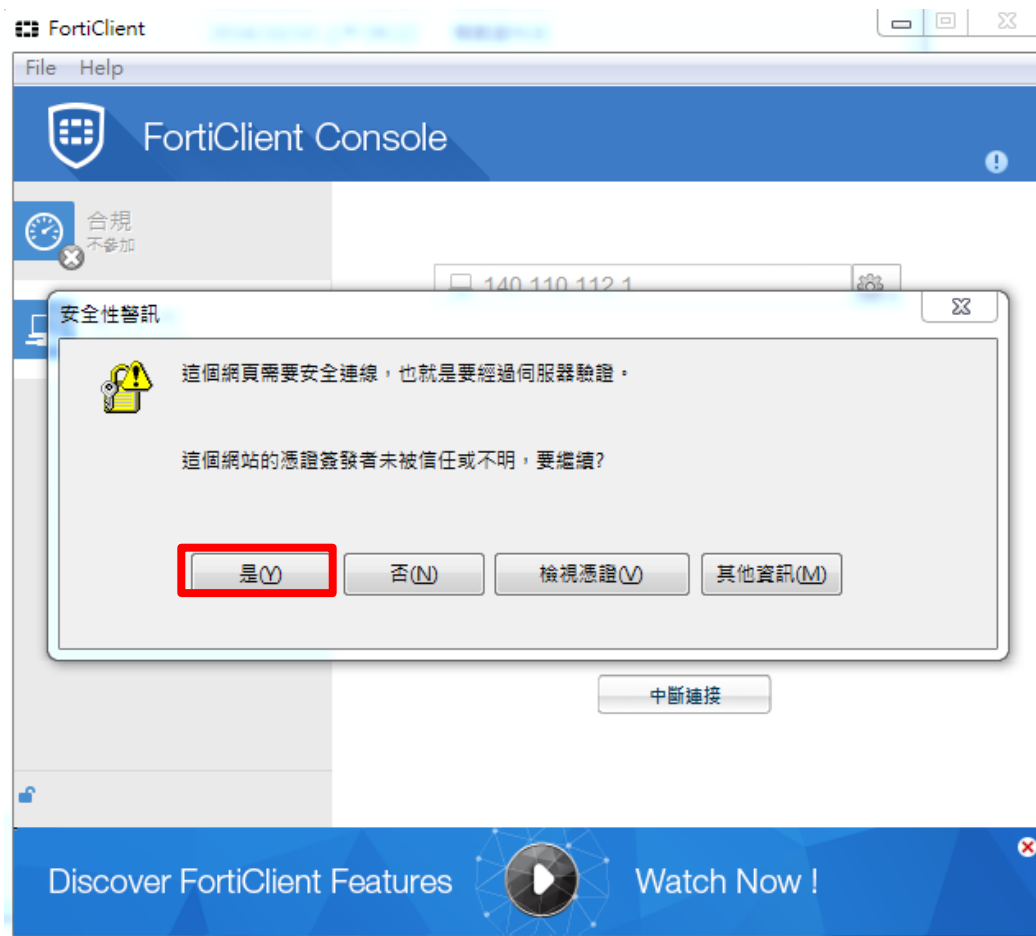 FortiClient
File Help
FortiClient Console
合規
不參加
140.110.112.1
安全性警訊
這個網頁需要安全連線，也就是要經過伺服器驗證。
這個網站的憑證簽發者未被信任或不明，要繼續?
是(Y) 否(N) 檢視憑證(V) 其他資訊(M)
中斷連接
Discover FortiClient Features Watch Now !